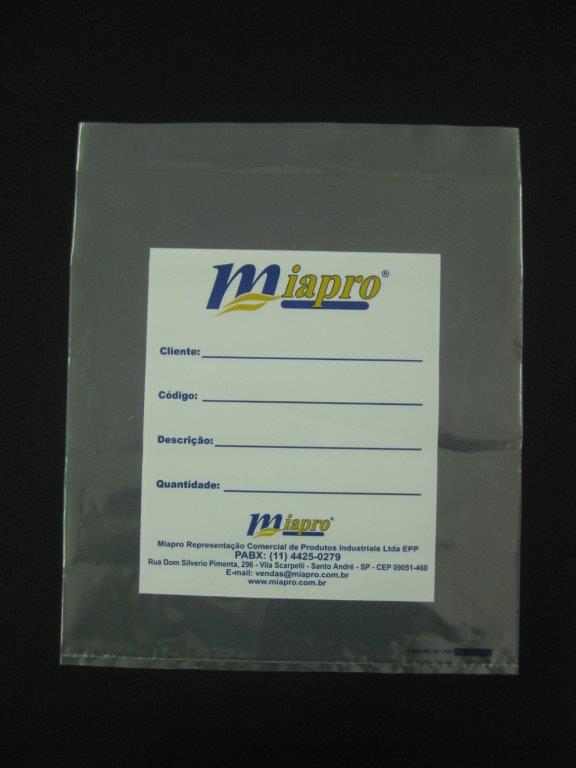 miapro®
Cliente:
Código:
Descrição:
Quantidade:
miapro®
Miapro Representação Comercial de Produtos Industriais Ltda EPP
PABX: (11) 4425-0279
Rua Dom Silverio Pimenta, 296 - Vila Scarpelli - Santo André - SP - CEP 09051-460
E-mail: vendas@miapro.com.br
www.miapro.com.br